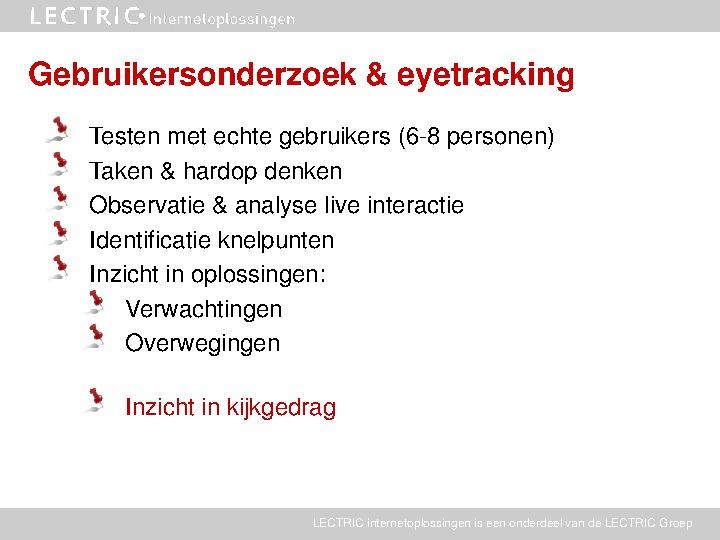 LECTRIC Internetoplossingen
Gebruikersonderzoek & eyetracking
Testen met echte gebruikers (6-8 personen)
Taken & hardop denken
Observatie & analyse live interactie
Identificatie knelpunten
Inzicht in oplossingen:
Verwachtingen
Overwegingen
Inzicht in kijkgedrag
LECTRIC internetoplossingen is een onderdeel van de LECTRIC Groep